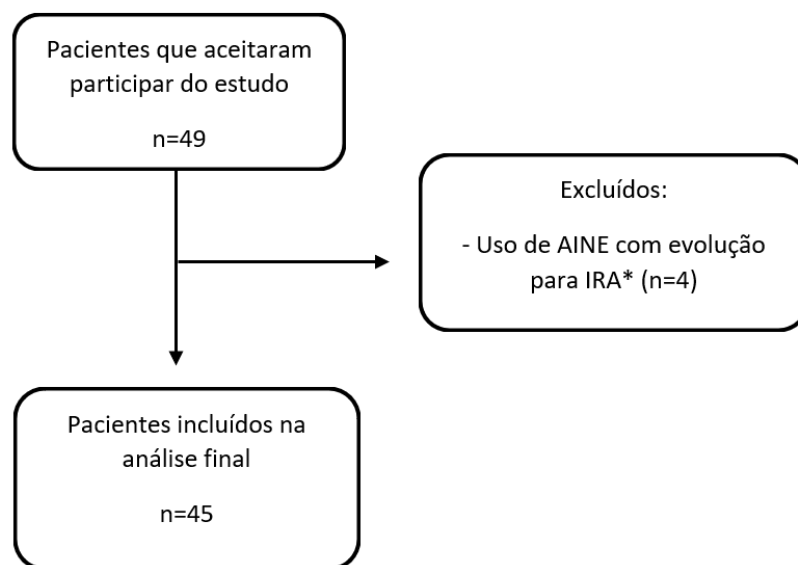 Pacientes que aceitaram
participar do estudo
n=49
Excluídos:
- Uso de AINE com evolução
para IRA* (n=4)
Pacientes incluídos na
análise final
n=45